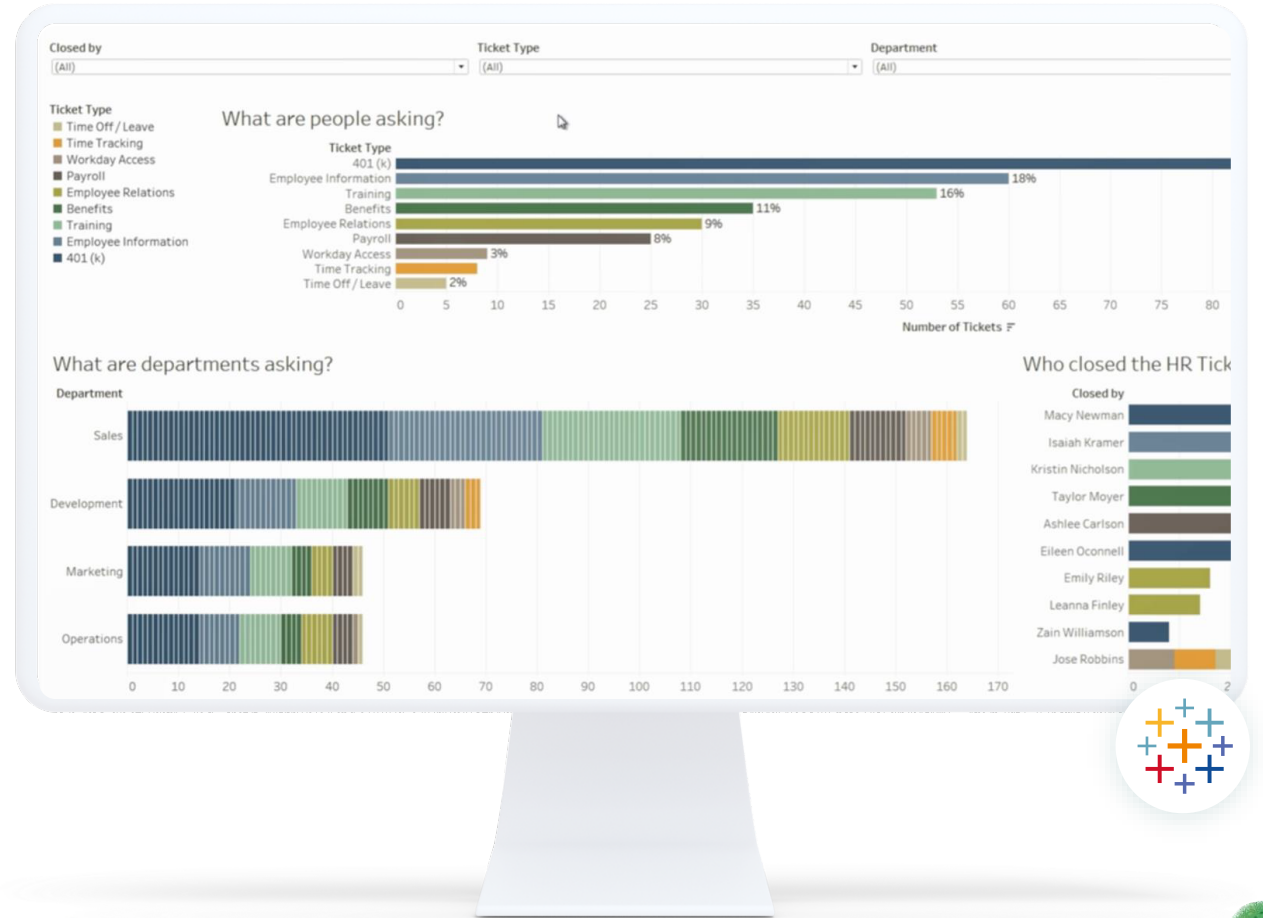 Closed by
(All)
Ticket Type
(All)
Department
(All)
Ticket Type
Time Off / Leave
Time Tracking
Workday Access
Payroll
Employee Relations
Benefits
Training
Employee Information
401 (k)
What are people asking?
Ticket Type
401 (k)
Employee Information 18%
Training 16%
Benefits 11%
Employee Relations 9%
Payroll 8%
Workday Access 3%
Time Tracking
Time Off / Leave 2%
0 5 10 15 20 25 30 35 40 45 50 55 60 65 70 75 80
Number of Tickets
What are departments asking?
Department
Sales
Development
Marketing
Operations
0 10 20 30 40 50 60 70 80 90 100 110 120 130 140 150 160 170
Who closed the HR Tick
Closed by
Macy Newman
Isaiah Kramer
Kristin Nicholson
Taylor Moyer
Ashlee Carlson
Eileen Oconnell
Emily Riley
Leanna Finley
Zain Williamson
Jose Robbins
0 2